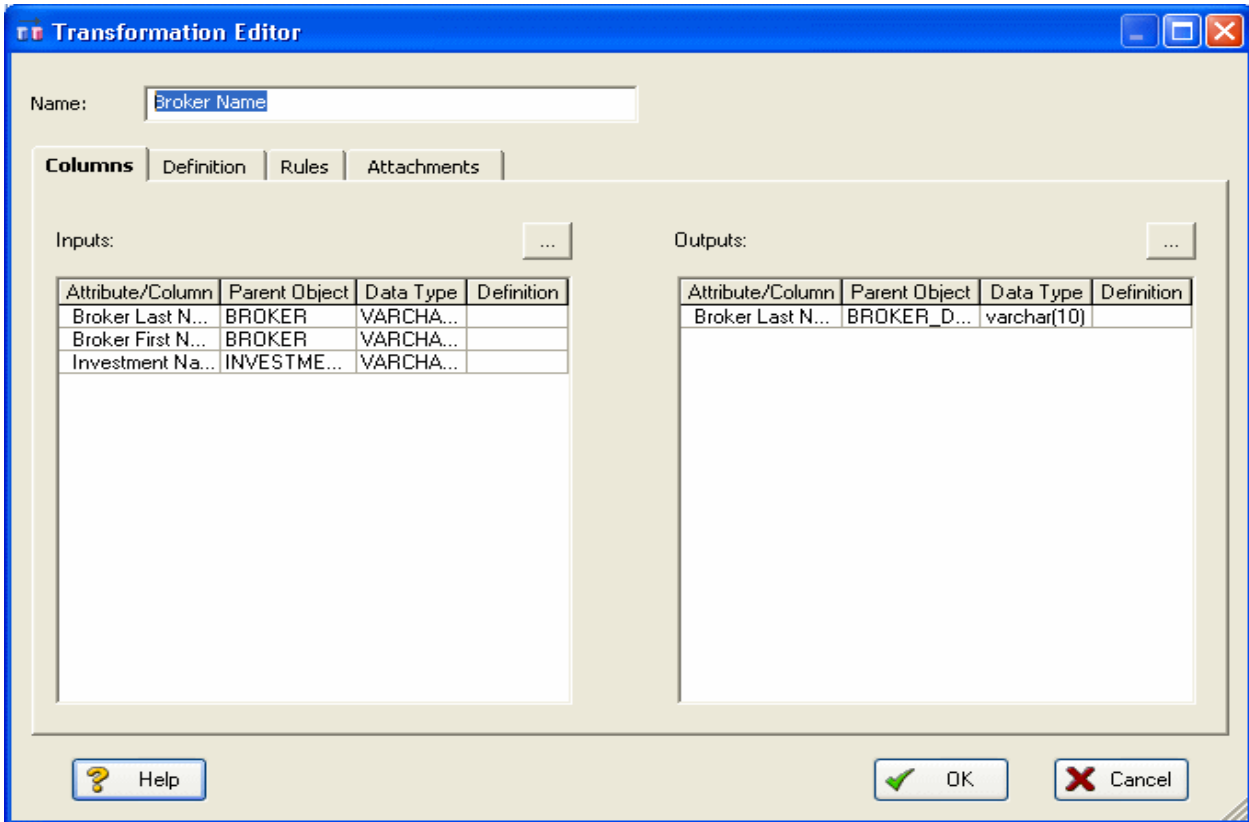 Transformation Editor
Name: Broker Name
Columns Definition Rules Attachments
Inputs: ... Outputs: ...
Attribute/Column Parent Object Data Type Definition Attribute/Column Parent Object Data Type Definition
Broker Last N... BROKER VARCHA... Broker Last N... BROKER_D... varchar(10)
Broker First N... BROKER VARCHA...
Investment Na... INVESTME... VARCHA...
Help OK Cancel